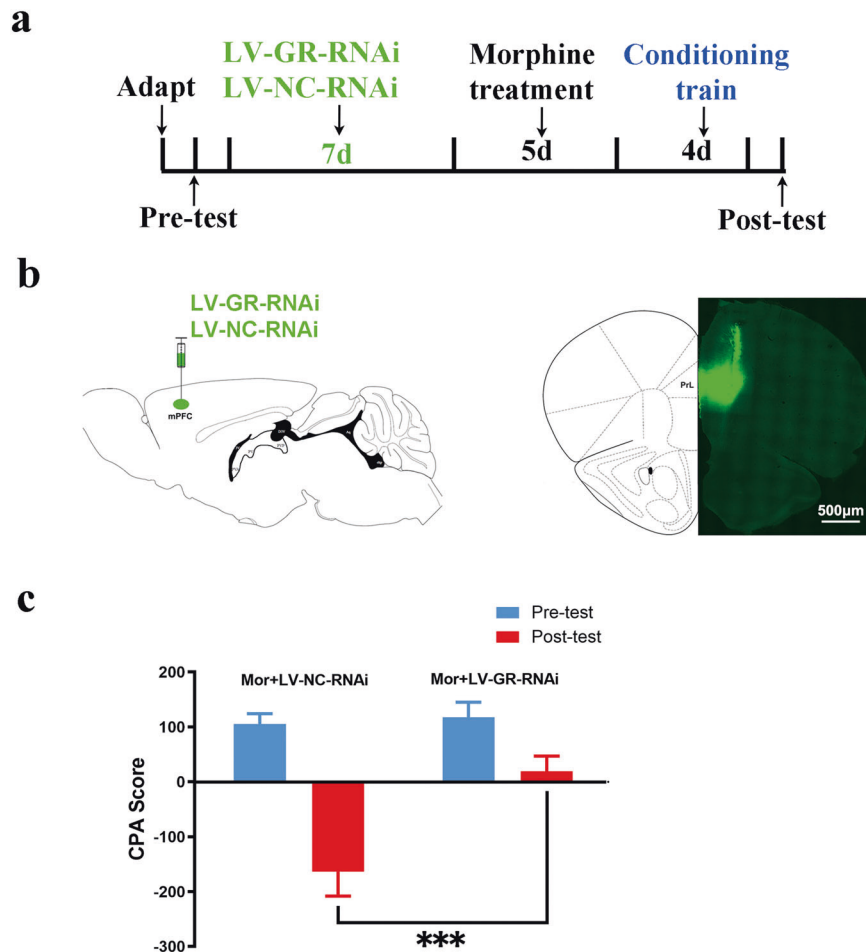 a
LV-GR-RNAi
LV-NC-RNAi
Morphine
treatment
Conditioning
train
Adapt
7d
5d
4d
Pre-test
Post-test
b
LV-GR-RNAi
LV-NC-RNAi
mPFC
PrL
500µm
c
Pre-test
Post-test
Mor+LV-NC-RNAi
Mor+LV-GR-RNAi
CPA Score
200
100
0
-100
-200
-300
***